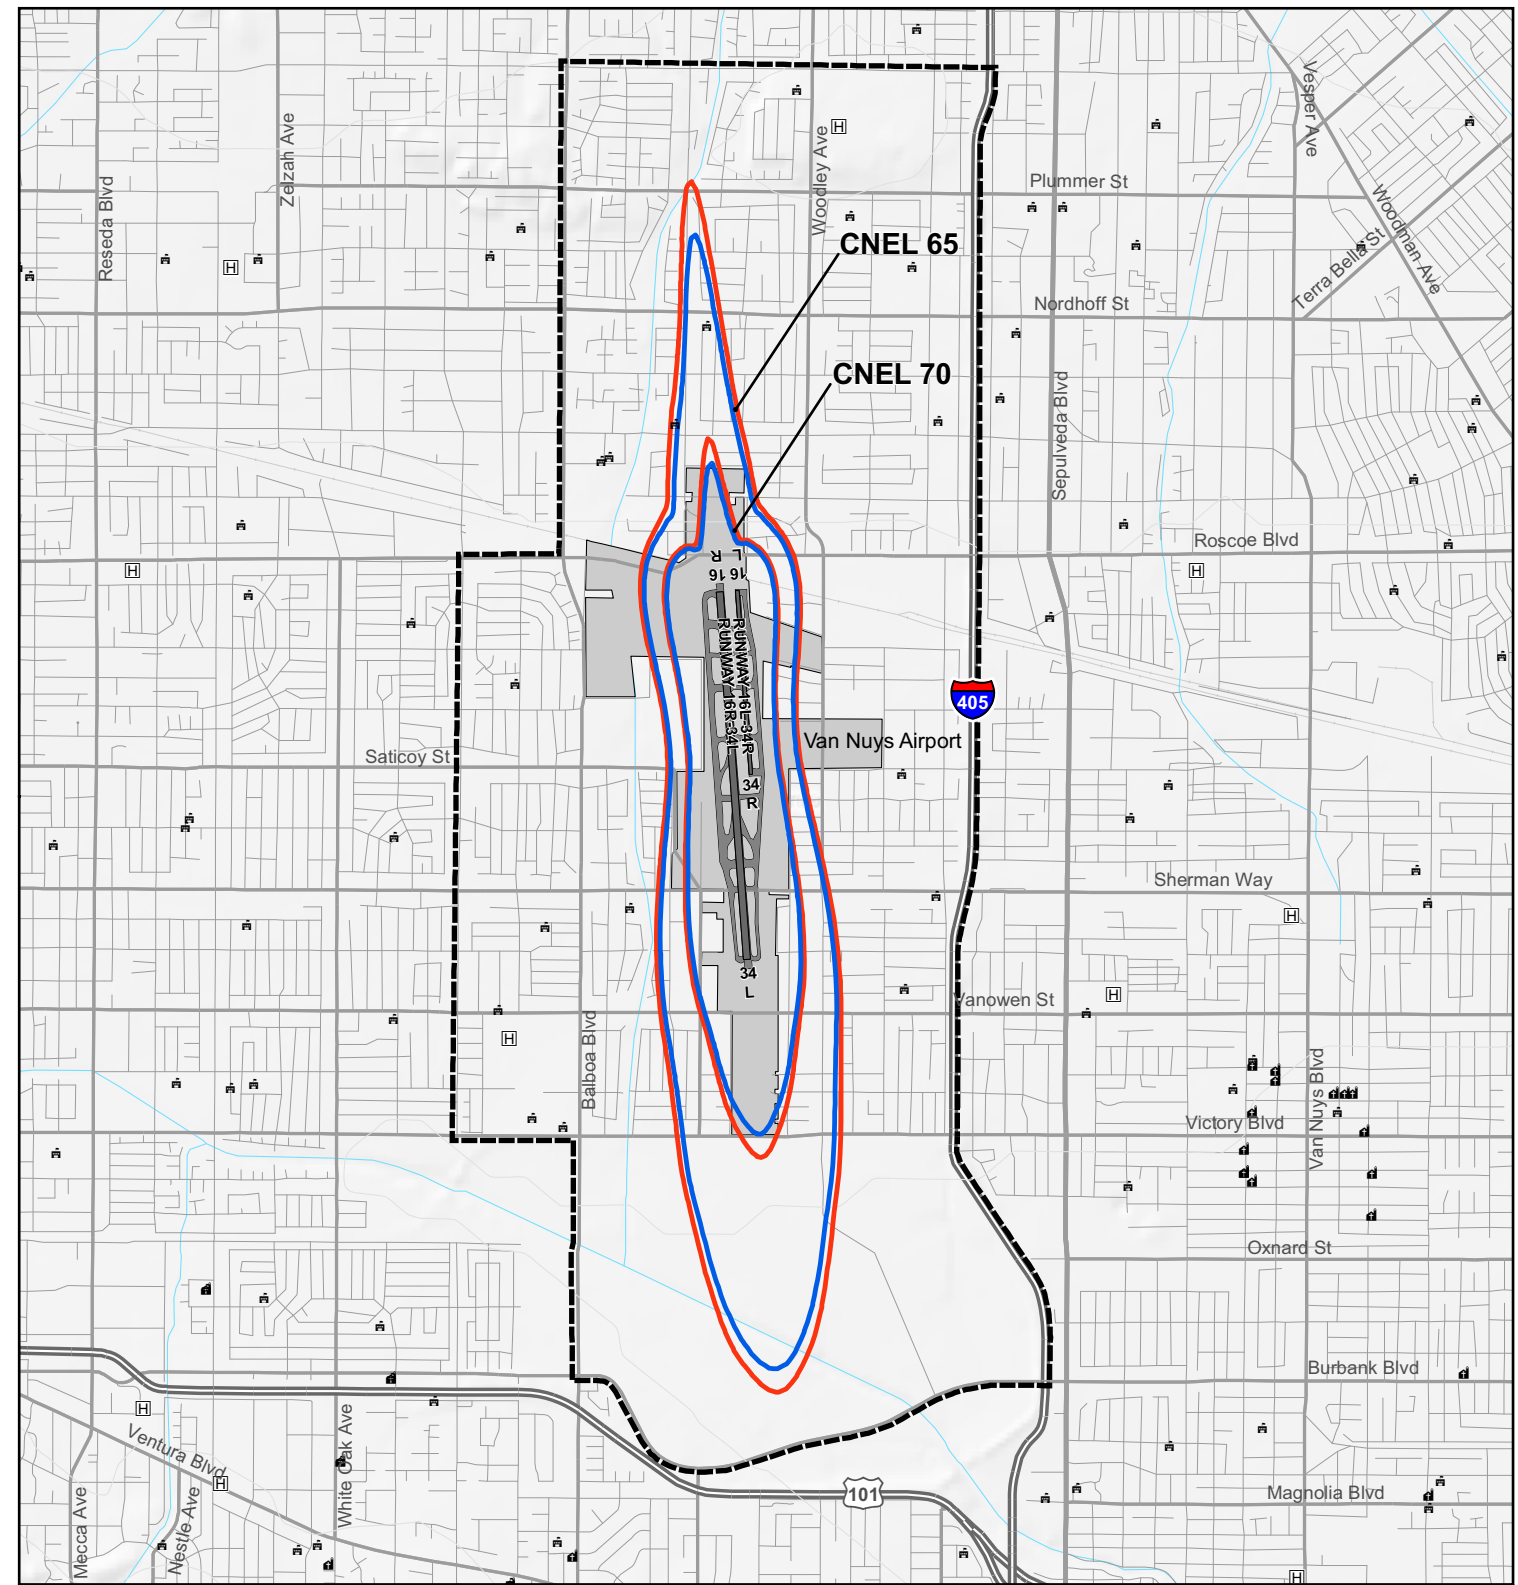 Vesper Ave
Zelzah Ave
Woodley Ave
H
Plummer St
Reseda Blvd
Woodman Ave
CNEL 65
Terra Bella St
H
Nordhoff St
CNEL 70
Sepulveda Blvd
Roscoe Blvd
16 R
16 L
H
H
RUNWAY 16R-34L
RUNWAY 16L-34R
405
Van Nuys Airport
Saticoy St
34
R
Sherman Way
H
34
L
Vanowen St
H
H
Balboa Blvd
Victory Blvd
Van Nuys Blvd
Oxnard St
Burbank Blvd
H
White Oak Ave
Ventura Blvd
H
101
Magnolia Blvd
Mecca Ave
Nestle Ave
H